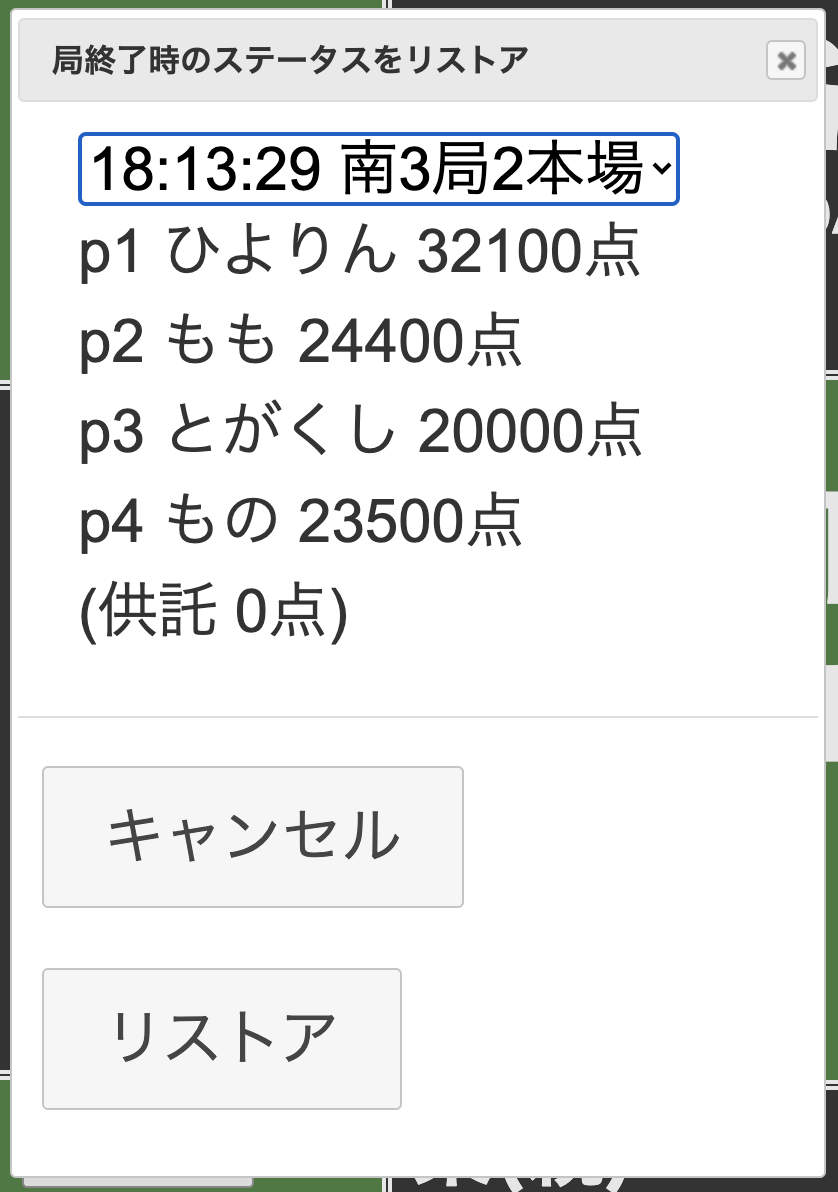 局終了時のステータスをリストア
18:13:29 南3局2本場
p1 ひよりん 32100点
p2 もも 24400点
p3 とがくし 20000点
p4 もの 23500点
(供託 0点)
キャンセル
リストア